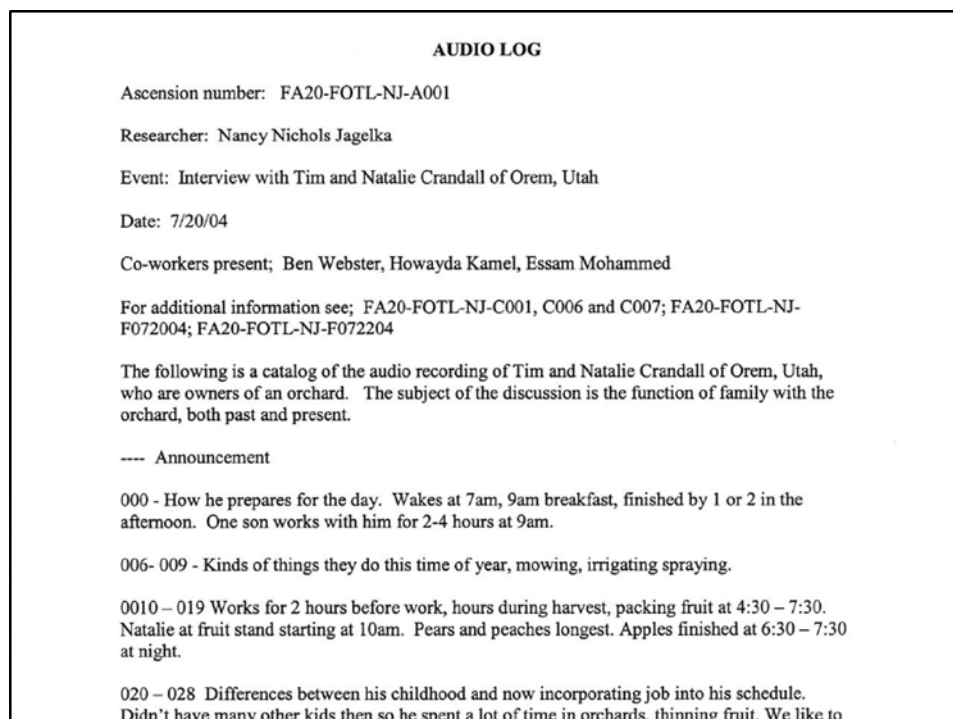 AUDIO LOG
Ascension number: FA20-FOTL-NJ-A001
Researcher: Nancy Nichols Jagelka
Event: Interview with Tim and Natalie Crandall of Orem, Utah
Date: 7/20/04
Co-workers present; Ben Webster, Howayda Kamel, Essam Mohammed
For additional information see; FA20-FOTL-NJ-C001, C006 and C007; FA20-FOTL-NJ-
F072004; FA20-FOTL-NJ-F072204
The following is a catalog of the audio recording of Tim and Natalie Crandall of Orem, Utah,
who are owners of an orchard. The subject of the discussion is the function of family with the
orchard, both past and present.
---- Announcement
000 - How he prepares for the day. Wakes at 7am, 9am breakfast, finished by 1 or 2 in the
afternoon. One son works with him for 2-4 hours at 9am.
006- 009 - Kinds of things they do this time of year, mowing, irrigating spraying.
0010 – 019 Works for 2 hours before work, hours during harvest, packing fruit at 4:30 – 7:30.
Natalie at fruit stand starting at 10am. Pears and peaches longest. Apples finished at 6:30 – 7:30
at night.
020 – 028 Differences between his childhood and now incorporating job into his schedule.
Didn't have many other kids then so he spent a lot of time in orchards, thinning fruit. We like to